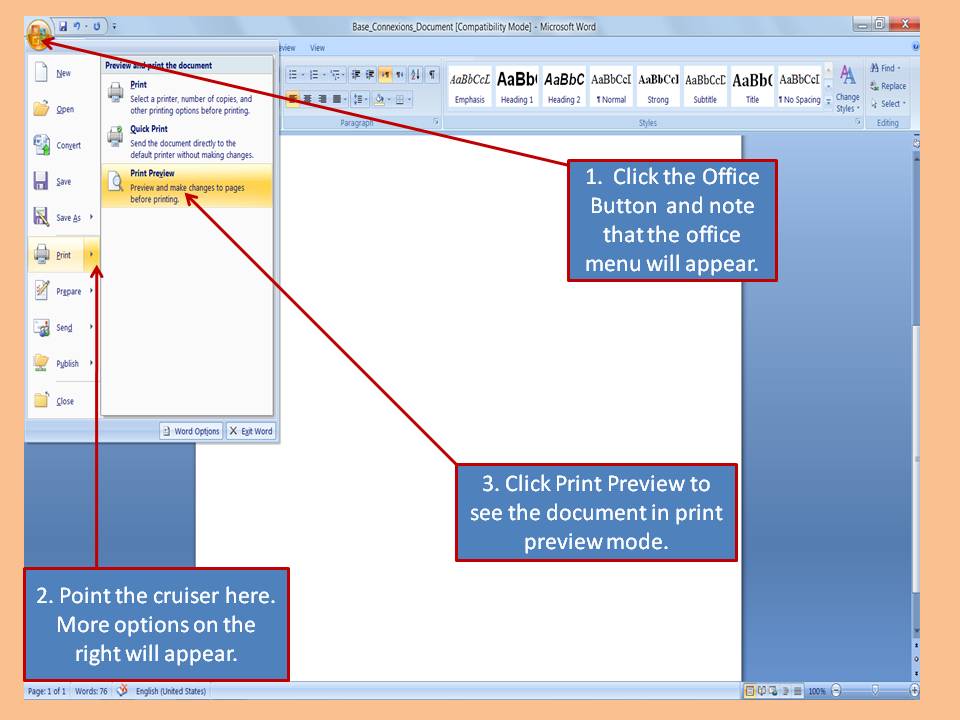 Base_Connexions_Document [Compatibility Mode] - Microsoft Word
eview View
New
Open
Convert
Save
Save As
Print
Prepare
Send
Publish
Close
Preview and print the document
Print
Select a printer, number of copies, and
other printing options before printing.
Quick Print
Send the document directly to the
default printer without making changes.
Print Preview
Preview and make changes to pages
before printing.
Word Options Exit Word
Paragraph
AaBbCcL AaBb AaBbC AaBbCcI AaBbCcI AaBbCcD AaBb( AaBbCcI
Emphasis Heading 1 Heading 2 ¶ Normal Strong Subtitle Title ¶ No Spacing
Change
Styles
Styles
Find
Replace
Select
Editing
1. Click the Office
Button and note
that the office
menu will appear.
3. Click Print Preview to
see the document in print
preview mode.
2. Point the cruiser here.
More options on the
right will appear.
Page: 1 of 1 Words: 76 English (United States) 100%